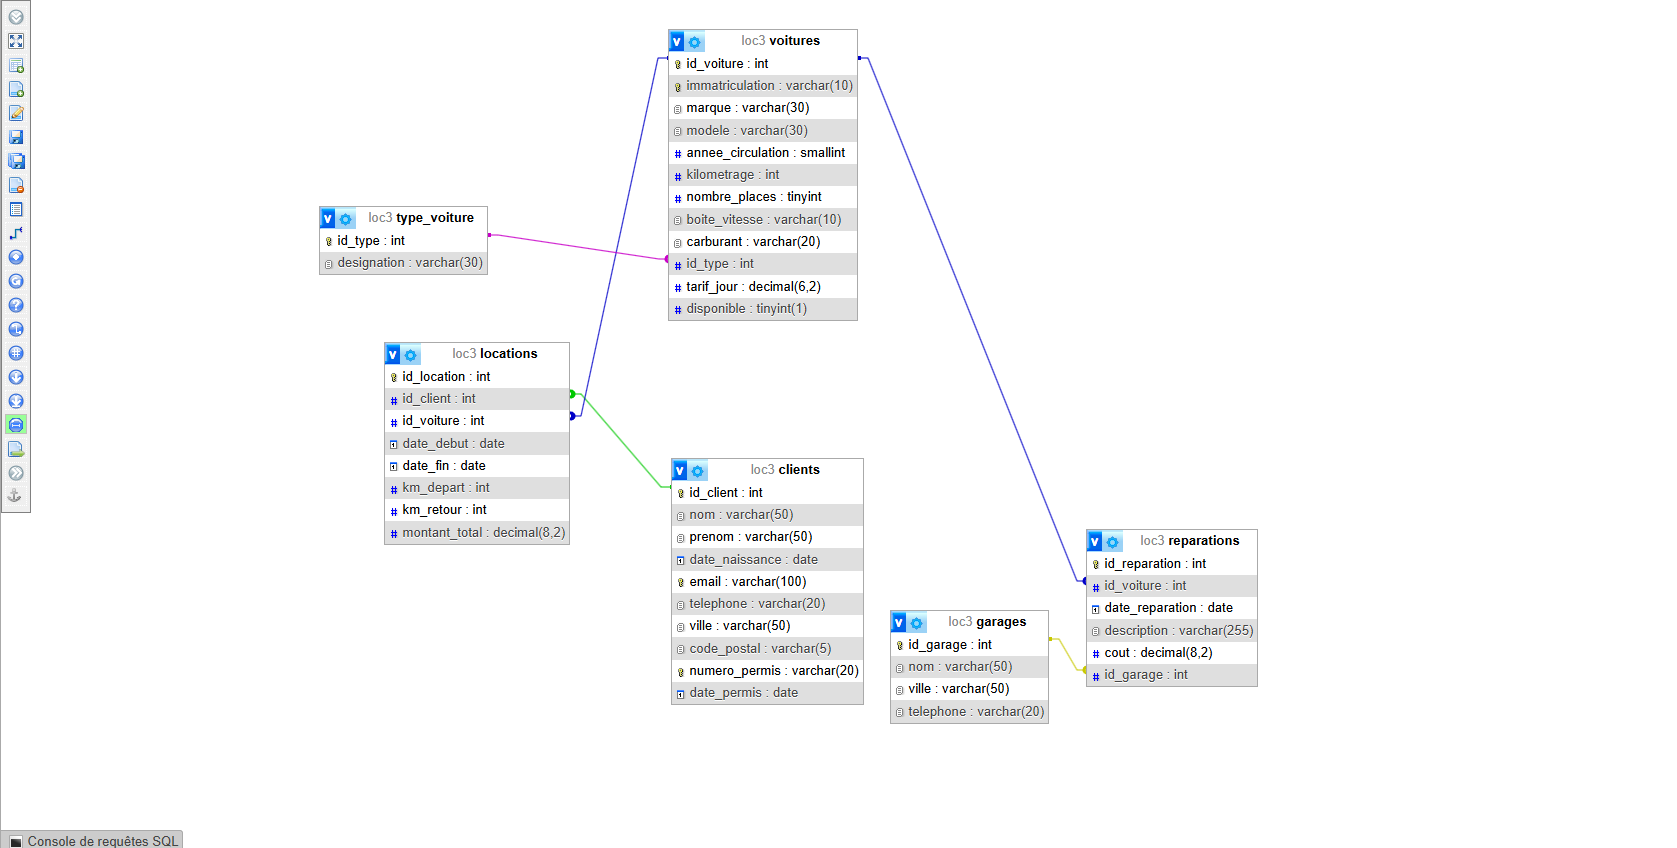 loc3 voitures
id_voiture : int
immatriculation : varchar(10)
marque : varchar(30)
modele : varchar(30)
annee_circulation : smallint
kilometrage : int
nombre_places : tinyint
boite_vitesse : varchar(10)
carburant : varchar(20)
id_type : int
tarif_jour : decimal(6,2)
disponible : tinyint(1)
loc3 type_voiture
id_type : int
designation : varchar(30)
loc3 locations
id_location : int
id_client : int
id_voiture : int
date_debut : date
date_fin : date
km_depart : int
km_retour : int
montant_total : decimal(8,2)
loc3 clients
id_client : int
nom : varchar(50)
prenom : varchar(50)
date_naissance : date
email : varchar(100)
telephone : varchar(20)
ville : varchar(50)
code_postal : varchar(5)
numero_permis : varchar(20)
date_permis : date
loc3 garages
id_garage : int
nom : varchar(50)
ville : varchar(50)
telephone : varchar(20)
loc3 reparations
id_reparation : int
id_voiture : int
date_reparation : date
description : varchar(255)
cout : decimal(8,2)
id_garage : int
Console de requêtes SQL